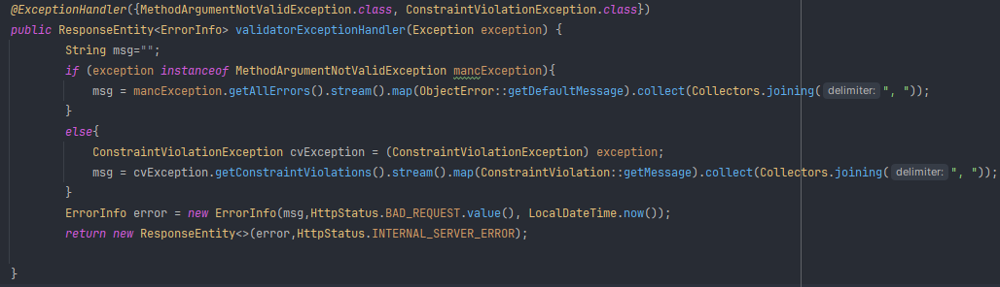 @ExceptionHandler({MethodArgumentNotValidException.class, ConstraintViolationException.class})
public ResponseEntity<ErrorInfo> validatorExceptionHandler(Exception exception) {
String msg="";
if (exception instanceof MethodArgumentNotValidException mancException){
msg = mancException.getAllErrors().stream().map(ObjectError::getDefaultMessage).collect(Collectors.joining( delimiter: ", "));
}
else{
ConstraintViolationException cvException = (ConstraintViolationException) exception;
msg = cvException.getConstraintViolations().stream().map(ConstraintViolation::getMessage).collect(Collectors.joining( delimiter: ", "));
}
ErrorInfo error = new ErrorInfo(msg,HttpStatus.BAD_REQUEST.value(), LocalDateTime.now());
return new ResponseEntity<>(error,HttpStatus.INTERNAL_SERVER_ERROR);
}